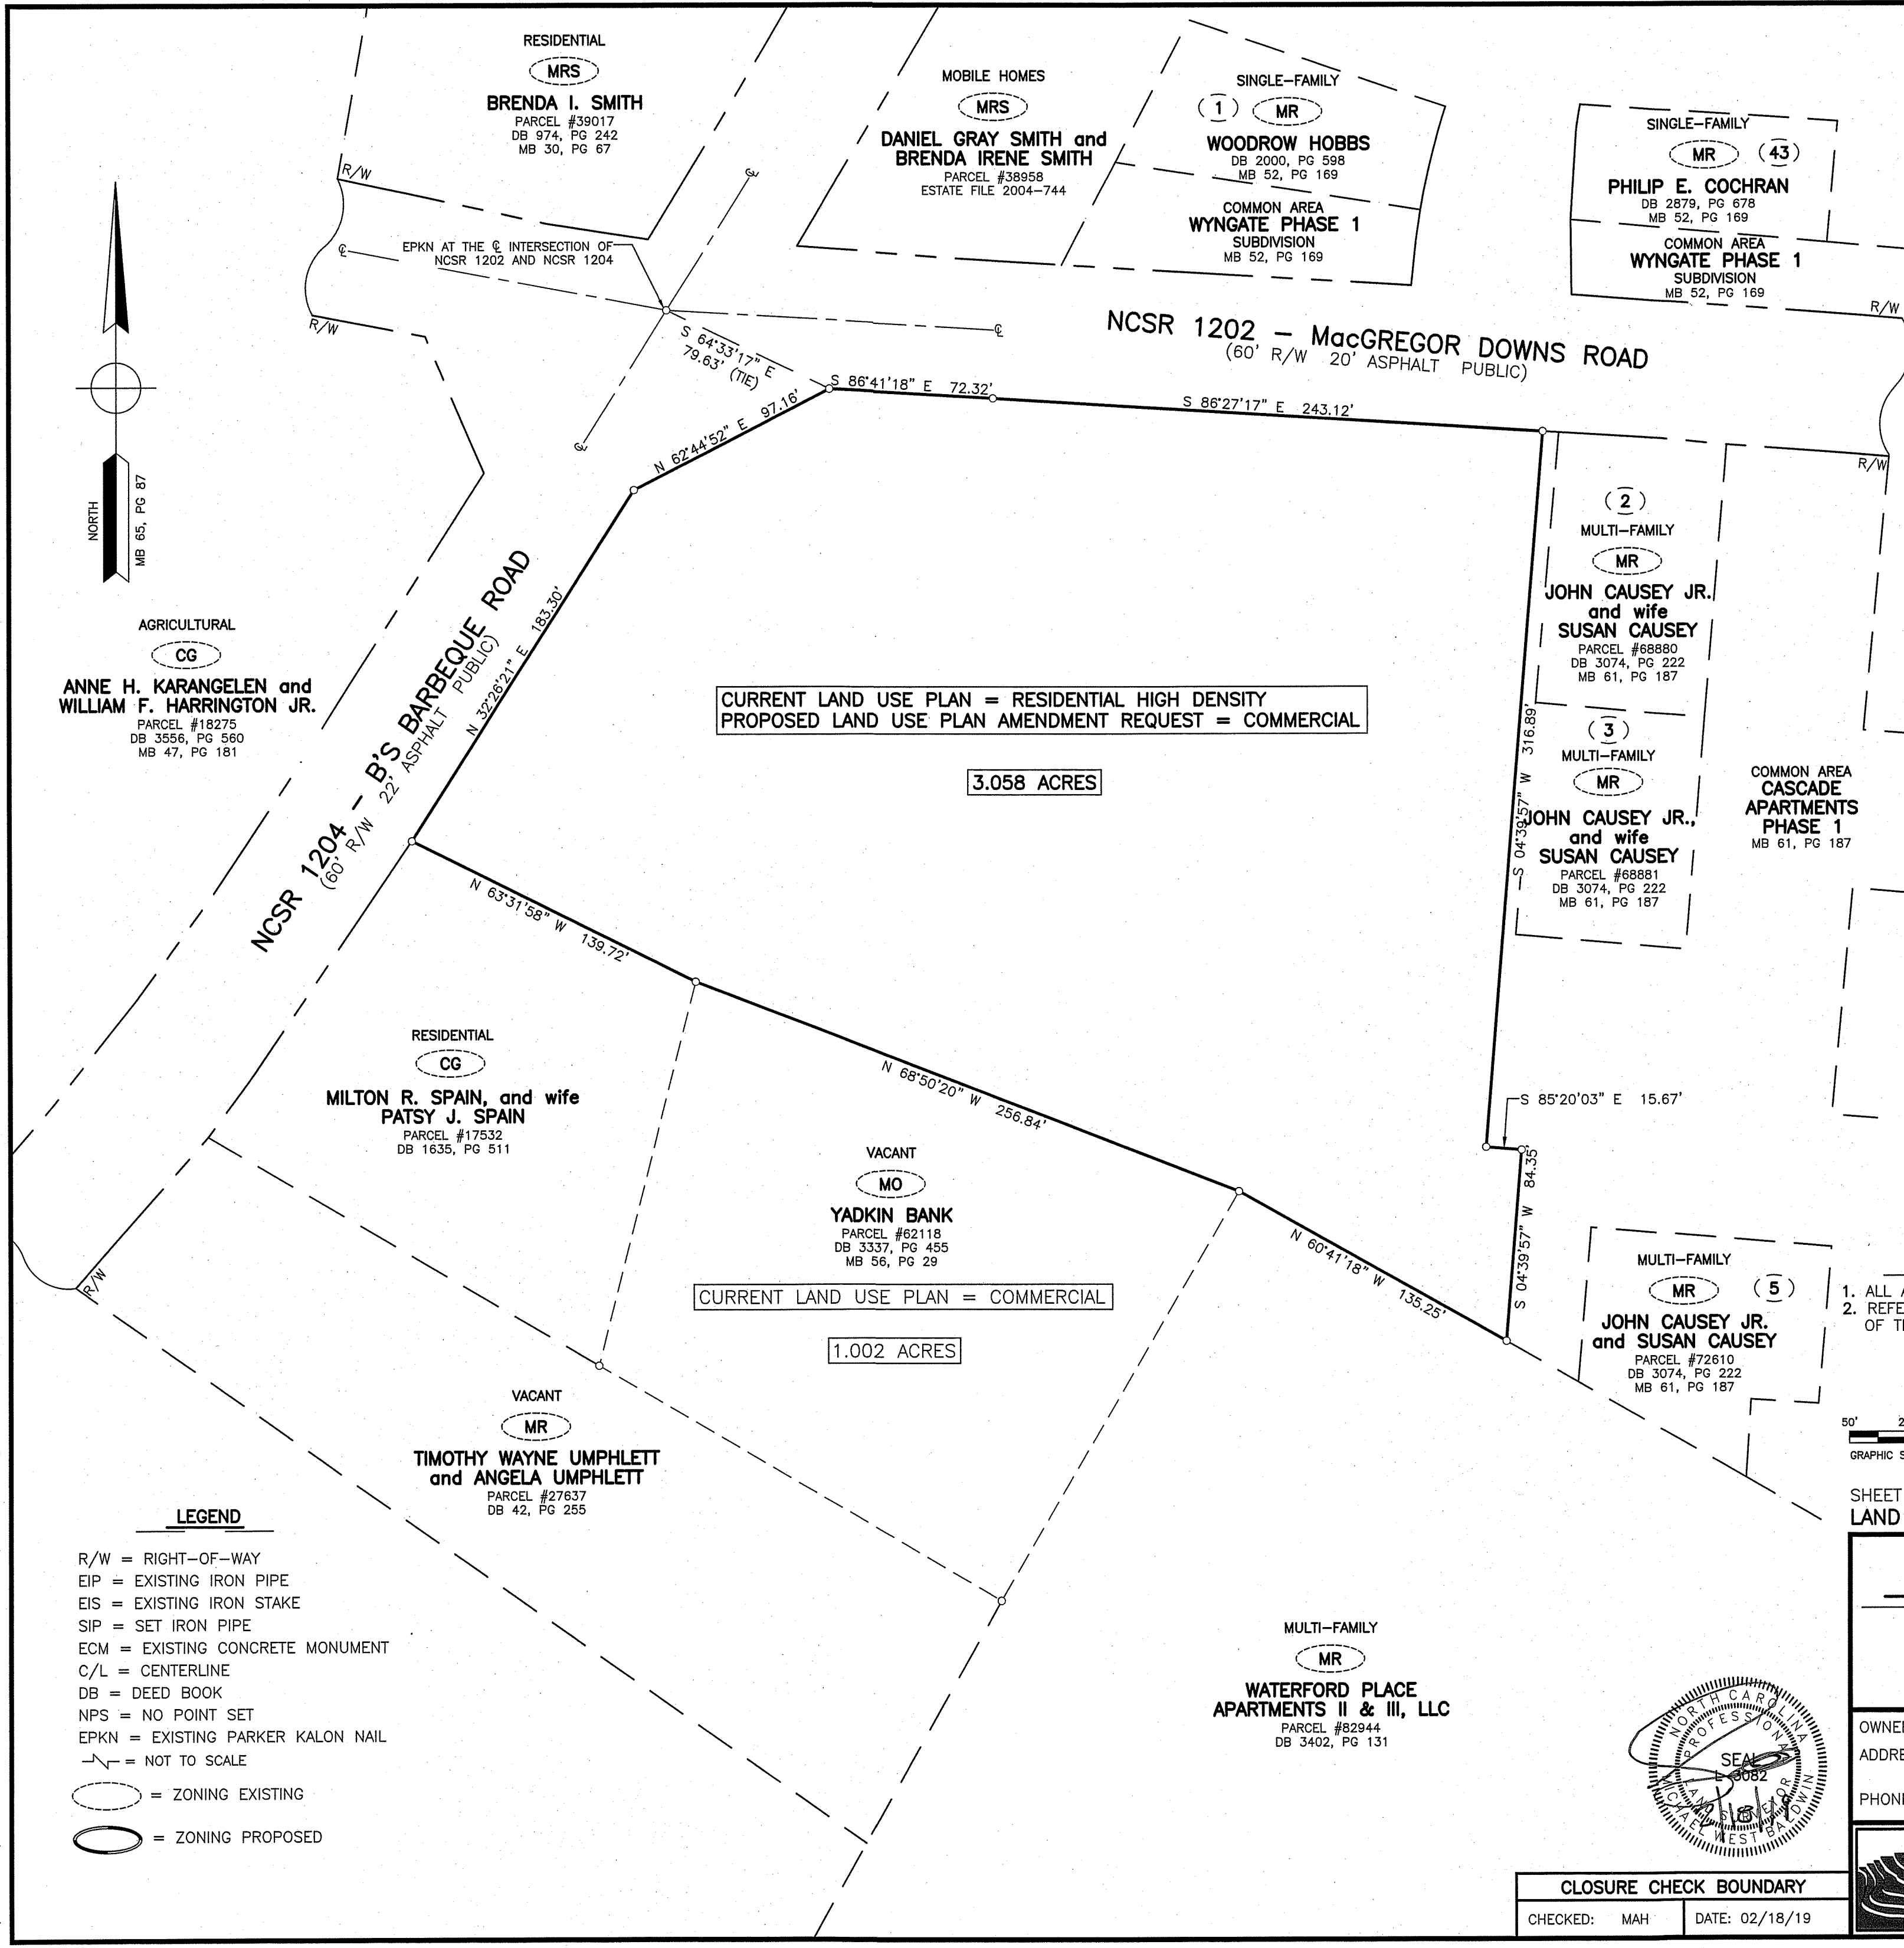 RESIDENTIAL
MRS
BRENDA I. SMITH
PARCEL #39017
DB 974, PG 242
MB 30, PG 67
MOBILE HOMES
MRS
DANIEL GRAY SMITH and
BRENDA IRENE SMITH
PARCEL #38958
ESTATE FILE 2004-744
SINGLE-FAMILY
1 MR
WOODROW HOBBS
DB 2000, PG 598
MB 52, PG 169
COMMON AREA
WYNGATE PHASE 1
SUBDIVISION
MB 52, PG 169
SINGLE-FAMILY
MR 43
PHILIP E. COCHRAN
DB 2879, PG 678
MB 52, PG 169
COMMON AREA
WYNGATE PHASE 1
SUBDIVISION
MB 52, PG 169
R/W
R/W
R/W
R/W
EPKN AT THE ℄ INTERSECTION OF
NCSR 1202 AND NCSR 1204
℄
℄
℄
℄
S 64°33'17" E
79.63' (TIE)
NCSR 1202 - MacGREGOR DOWNS ROAD
(60' R/W 20' ASPHALT PUBLIC)
N 62°44'52" E 97.16'
S 86°41'18" E 72.32'
S 86°27'17" E 243.12'
NORTH
MB 65, PG 87
AGRICULTURAL
CG
ANNE H. KARANGELEN and
WILLIAM F. HARRINGTON JR.
PARCEL #18275
DB 3556, PG 560
MB 47, PG 181
NCSR 1204 - B'S BARBEQUE ROAD
(60' R/W 22' ASPHALT PUBLIC)
N 32°26'21" E 183.30'
CURRENT LAND USE PLAN = RESIDENTIAL HIGH DENSITY
PROPOSED LAND USE PLAN AMENDMENT REQUEST = COMMERCIAL
3.058 ACRES
S 04°39'57" W 316.89'
2
MULTI-FAMILY
MR
JOHN CAUSEY JR.
and wife
SUSAN CAUSEY
PARCEL #68880
DB 3074, PG 222
MB 61, PG 187
3
MULTI-FAMILY
MR
JOHN CAUSEY JR.,
and wife
SUSAN CAUSEY
PARCEL #68881
DB 3074, PG 222
MB 61, PG 187
COMMON AREA
CASCADE
APARTMENTS
PHASE 1
MB 61, PG 187
N 63°31'58" W 139.72'
N 68°50'20" W 256.84'
N 60°41'18" W 135.25'
S 85°20'03" E 15.67'
S 04°39'57" W 84.35'
RESIDENTIAL
CG
MILTON R. SPAIN, and wife
PATSY J. SPAIN
PARCEL #17532
DB 1635, PG 511
R/W
VACANT
MO
YADKIN BANK
PARCEL #62118
DB 3337, PG 455
MB 56, PG 29
CURRENT LAND USE PLAN = COMMERCIAL
1.002 ACRES
MULTI-FAMILY
MR 5
JOHN CAUSEY JR.
and SUSAN CAUSEY
PARCEL #72610
DB 3074, PG 222
MB 61, PG 187
1. ALL
2. REFE
OF
50'
GRAPHIC
SHEET
LAND
VACANT
MR
TIMOTHY WAYNE UMPHLETT
and ANGELA UMPHLETT
PARCEL #27637
DB 42, PG 255
MULTI-FAMILY
MR
WATERFORD PLACE
APARTMENTS II & III, LLC
PARCEL #82944
DB 3402, PG 131
LEGEND
R/W = RIGHT-OF-WAY
EIP = EXISTING IRON PIPE
EIS = EXISTING IRON STAKE
SIP = SET IRON PIPE
ECM = EXISTING CONCRETE MONUMENT
C/L = CENTERLINE
DB = DEED BOOK
NPS = NO POINT SET
EPKN = EXISTING PARKER KALON NAIL
= NOT TO SCALE
= ZONING EXISTING
= ZONING PROPOSED
NORTH CAROLINA
PROFESSIONAL
SEAL
L-3082
LAND SURVEYOR
MICHAEL WEST BALDWIN
OWNE
ADDRE
PHON
CLOSURE CHECK BOUNDARY
CHECKED: MAH DATE: 02/18/19